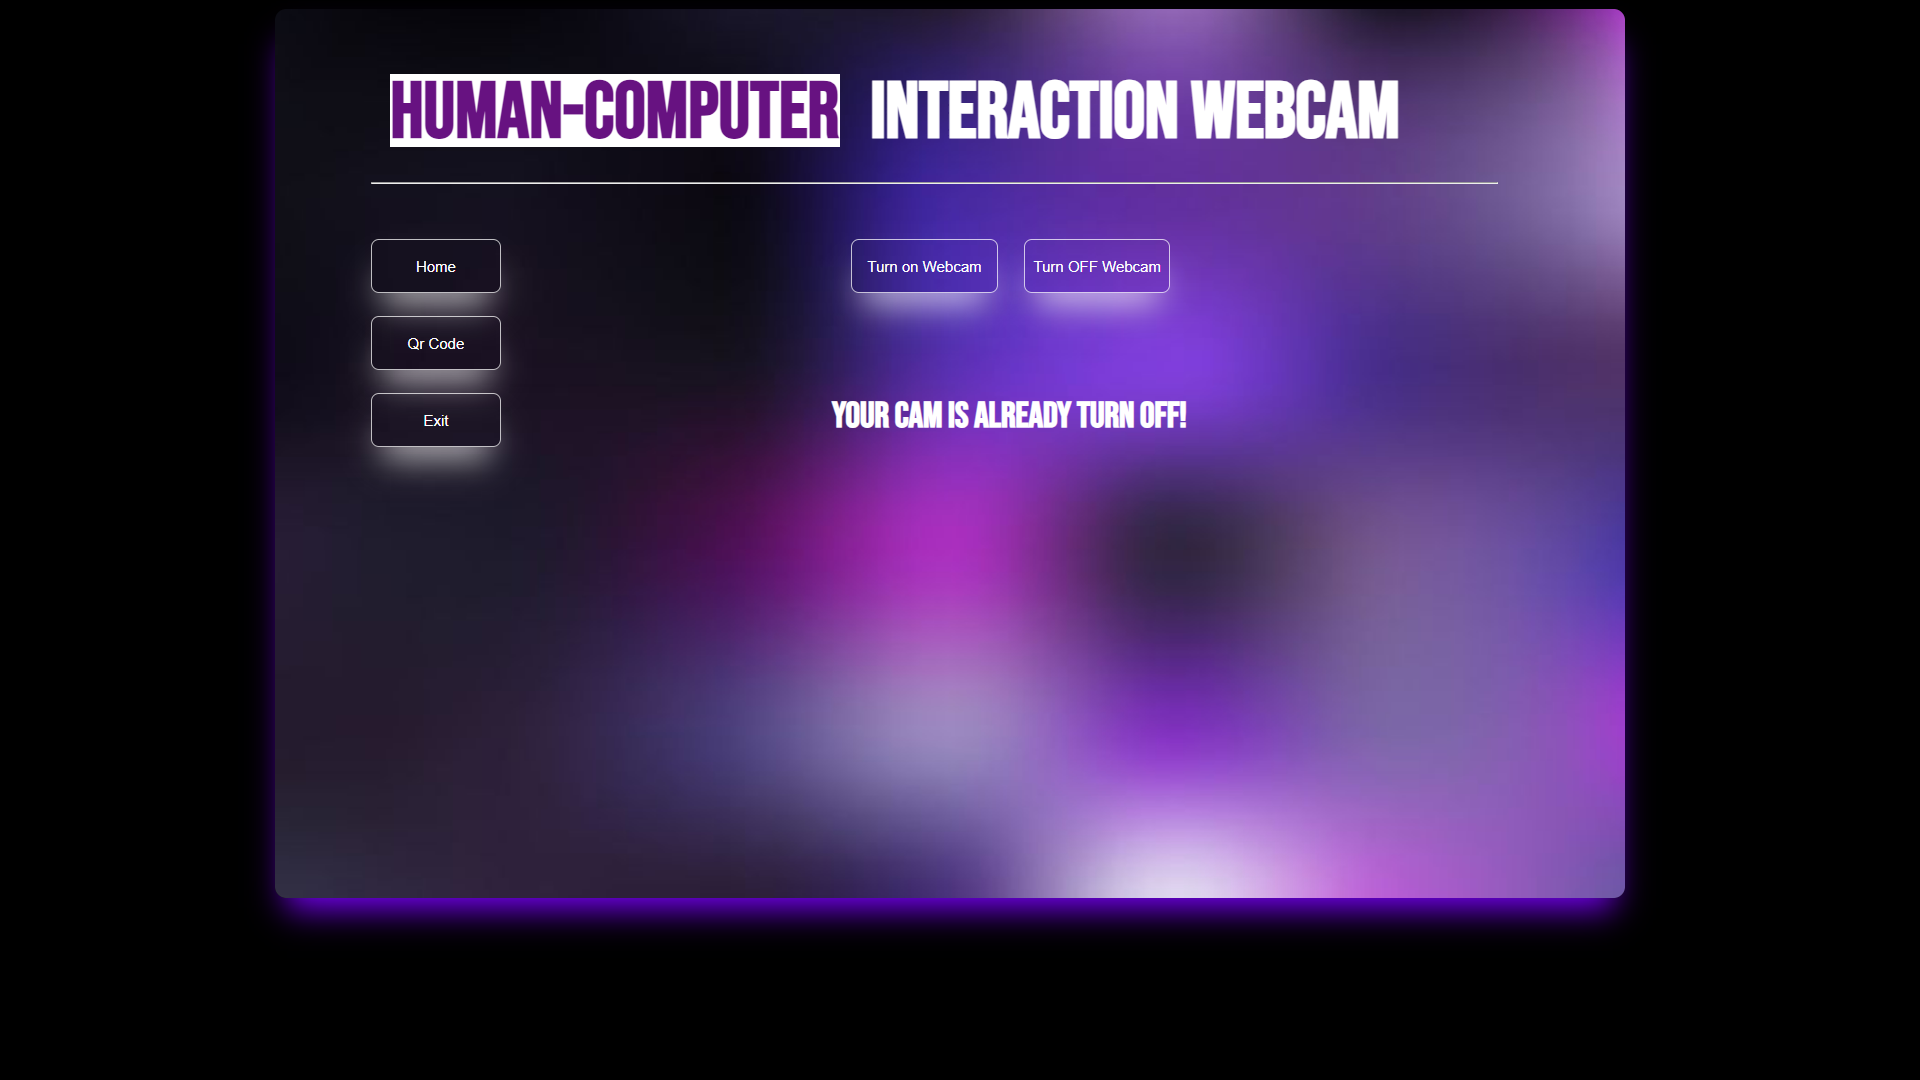 HUMAN-COMPUTER INTERACTION WEBCAM
Home
Turn on Webcam
Turn OFF Webcam
Qr Code
Exit
YOUR CAM IS ALREADY TURN OFF!